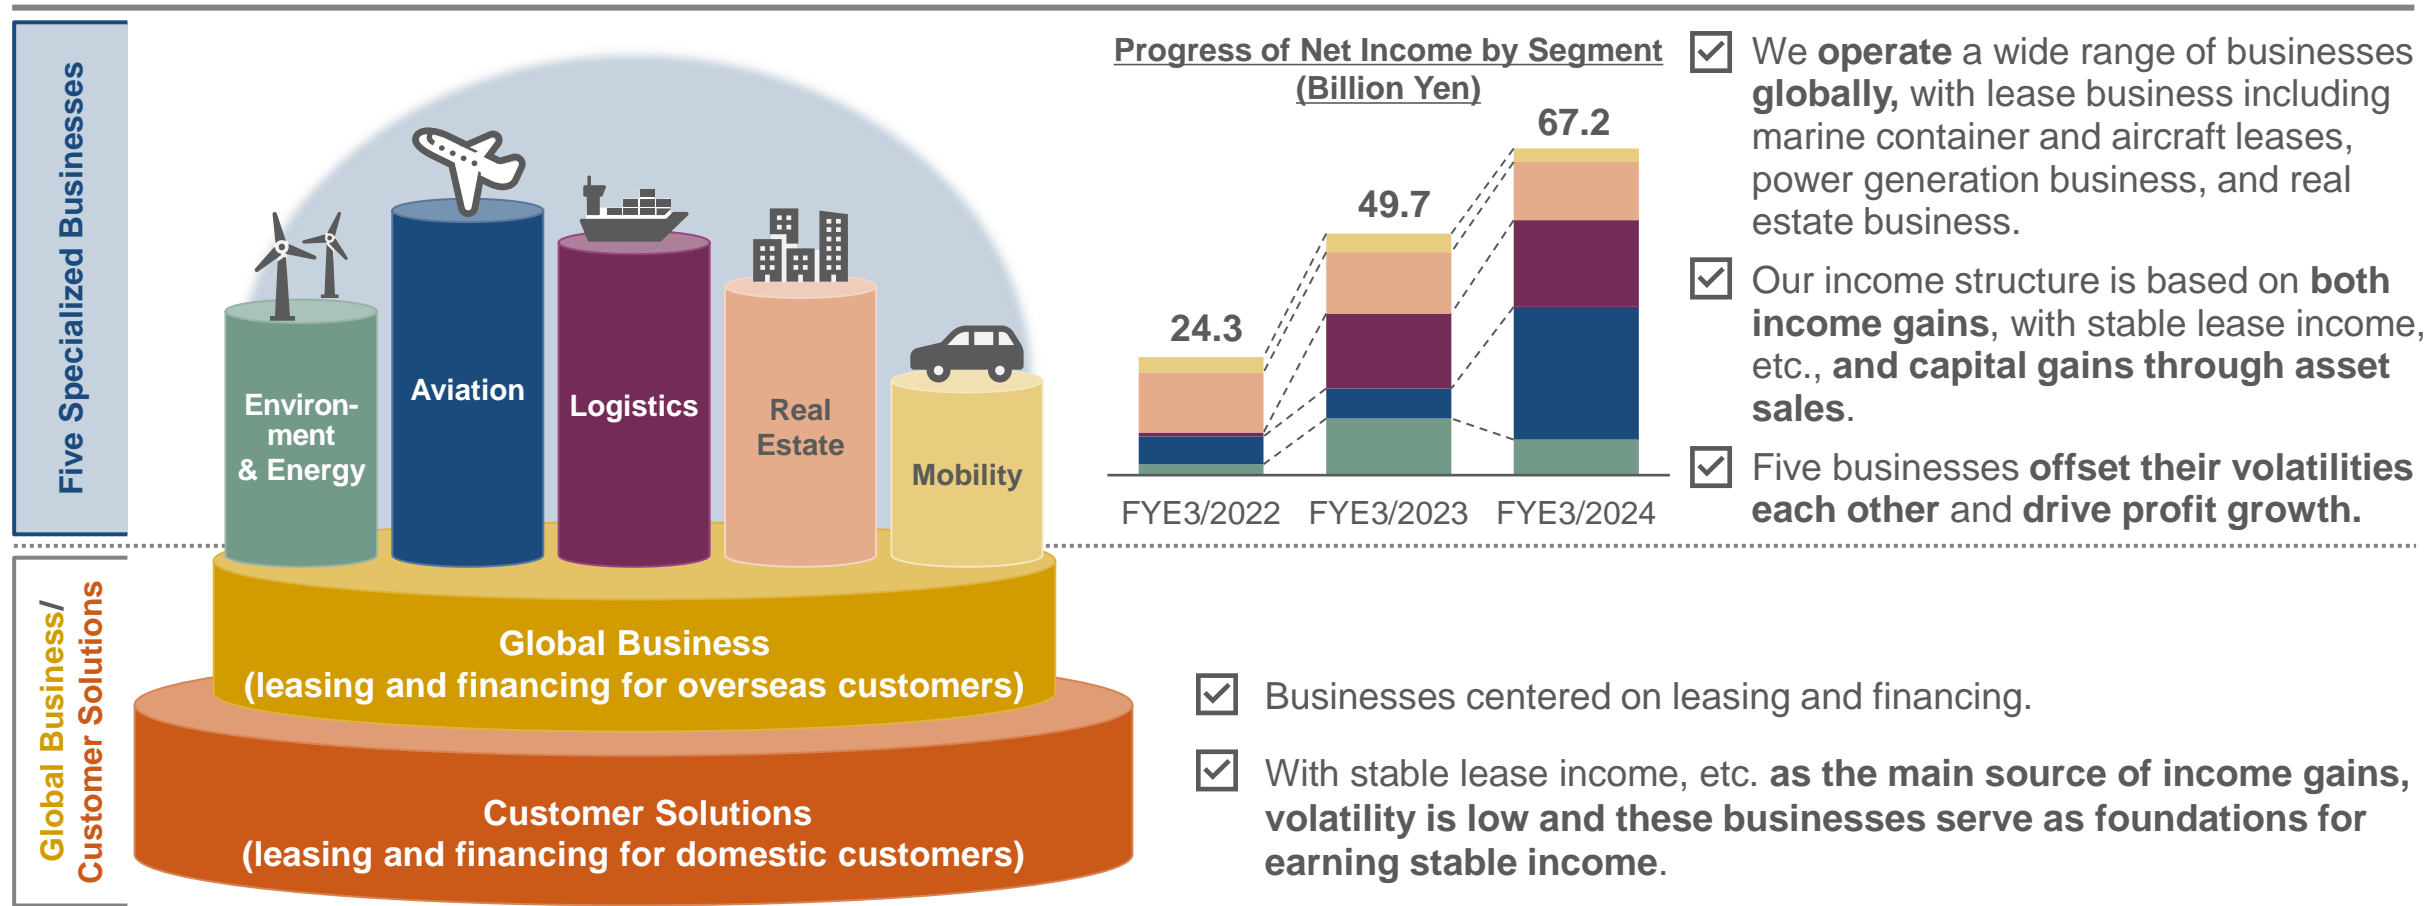 Five Specialized Businesses
Environ-
ment
& Energy
Aviation
Logistics
Real
Estate
Mobility
Progress of Net Income by Segment
(Billion Yen)
24.3
49.7
67.2
FYE3/2022
FYE3/2023
FYE3/2024
We operate a wide range of businesses
globally, with lease business including
marine container and aircraft leases,
power generation business, and real
estate business.
Our income structure is based on both
income gains, with stable lease income,
etc., and capital gains through asset
sales.
Five businesses offset their volatilities
each other and drive profit growth.
Global Business/
Customer Solutions
Global Business
(leasing and financing for overseas customers)
Customer Solutions
(leasing and financing for domestic customers)
Businesses centered on leasing and financing.
With stable lease income, etc. as the main source of income gains,
volatility is low and these businesses serve as foundations for
earning stable income.